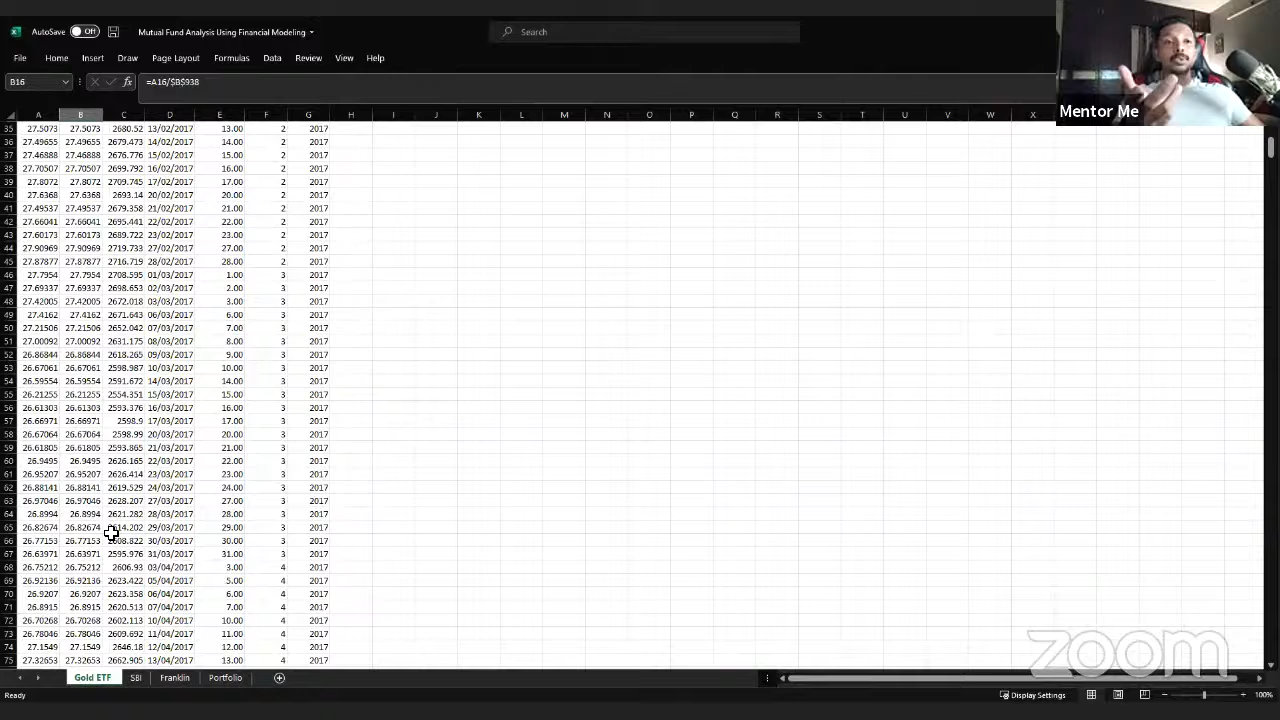 AutoSave Off Mutual Fund Analysis Using Financial Modeling Search
File Home Insert Draw Page Layout Formulas Data Review View Help
B16 fx =A16/$B$938
Mentor Me
A B C D E F G H I J K L M N O P Q R S T U V W X
35 27.5073 27.5073 2680.52 13/02/2017 13.00 2 2017
36 27.49655 27.49655 2679.473 14/02/2017 14.00 2 2017
37 27.46888 27.46888 2676.776 15/02/2017 15.00 2 2017
38 27.70507 27.70507 2699.792 16/02/2017 16.00 2 2017
39 27.8072 27.8072 2709.745 17/02/2017 17.00 2 2017
40 27.6368 27.6368 2693.14 20/02/2017 20.00 2 2017
41 27.49537 27.49537 2679.358 21/02/2017 21.00 2 2017
42 27.66041 27.66041 2695.441 22/02/2017 22.00 2 2017
43 27.60173 27.60173 2689.722 23/02/2017 23.00 2 2017
44 27.90969 27.90969 2719.733 27/02/2017 27.00 2 2017
45 27.87877 27.87877 2716.719 28/02/2017 28.00 2 2017
46 27.7954 27.7954 2708.595 01/03/2017 1.00 3 2017
47 27.69337 27.69337 2698.653 02/03/2017 2.00 3 2017
48 27.42005 27.42005 2672.018 03/03/2017 3.00 3 2017
49 27.4162 27.4162 2671.643 06/03/2017 6.00 3 2017
50 27.21506 27.21506 2652.042 07/03/2017 7.00 3 2017
51 27.00092 27.00092 2631.175 08/03/2017 8.00 3 2017
52 26.86844 26.86844 2618.265 09/03/2017 9.00 3 2017
53 26.67061 26.67061 2598.987 10/03/2017 10.00 3 2017
54 26.59554 26.59554 2591.672 14/03/2017 14.00 3 2017
55 26.21255 26.21255 2554.351 15/03/2017 15.00 3 2017
56 26.61303 26.61303 2593.376 16/03/2017 16.00 3 2017
57 26.66971 26.66971 2598.9 17/03/2017 17.00 3 2017
58 26.67064 26.67064 2598.99 20/03/2017 20.00 3 2017
59 26.61805 26.61805 2593.865 21/03/2017 21.00 3 2017
60 26.9495 26.9495 2626.165 22/03/2017 22.00 3 2017
61 26.95207 26.95207 2626.414 23/03/2017 23.00 3 2017
62 26.88141 26.88141 2619.529 24/03/2017 24.00 3 2017
63 26.97046 26.97046 2628.207 27/03/2017 27.00 3 2017
64 26.8994 26.8994 2621.282 28/03/2017 28.00 3 2017
65 26.82674 26.82674 29/03/2017 29.00 3 2017
66 26.77153 26.77153 30/03/2017 30.00 3 2017
67 26.63971 26.63971 2595.976 31/03/2017 31.00 3 2017
68 26.75212 26.75212 2606.93 03/04/2017 3.00 4 2017
69 26.92136 26.92136 2623.422 05/04/2017 5.00 4 2017
70 26.9207 26.9207 2623.358 06/04/2017 6.00 4 2017
71 26.8915 26.8915 2620.513 07/04/2017 7.00 4 2017
72 26.70268 26.70268 2602.113 10/04/2017 10.00 4 2017
73 26.78046 26.78046 2609.692 11/04/2017 11.00 4 2017
74 27.1549 27.1549 2646.18 12/04/2017 12.00 4 2017
75 27.32653 27.32653 2662.905 13/04/2017 13.00 4 2017
zoom
Gold ETF SBI Franklin Portfolio
Ready Display Settings 100%